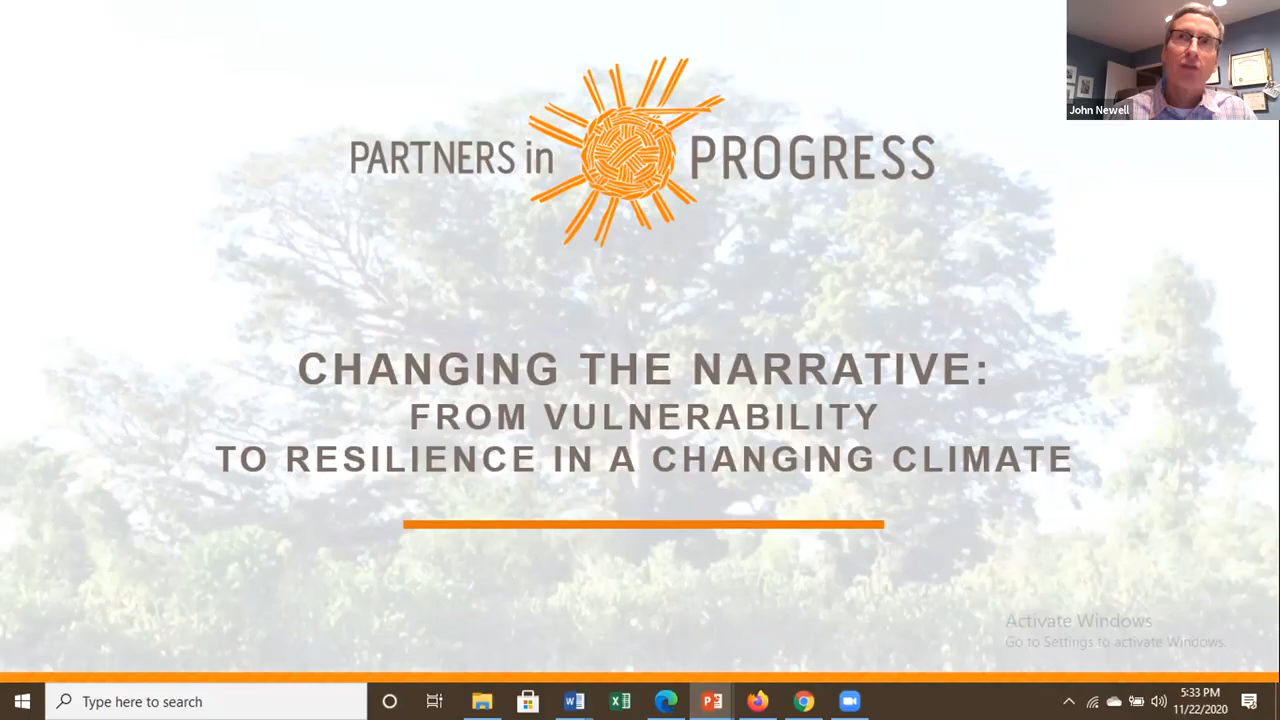 John Newell
PARTNERS in PROGRESS
CHANGING THE NARRATIVE:
FROM VULNERABILITY
TO RESILIENCE IN A CHANGING CLIMATE
Activate Windows
Go to Settings to activate Windows.
Type here to search
5:33 PM
11/22/2020